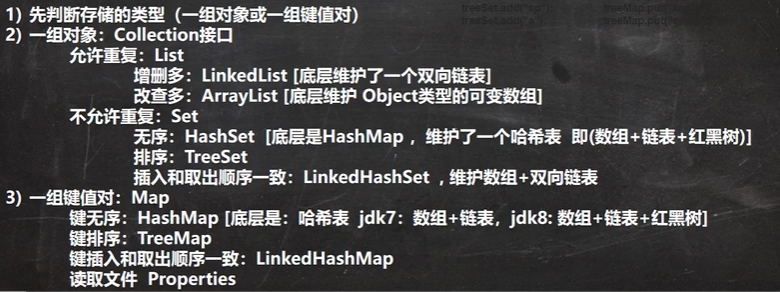 treeSet.add("sp"); treeMap.put(
treeSet.add("a"); treeMap.put(
1) 先判断存储的类型（一组对象或一组键值对）
2) 一组对象：Collection接口
允许重复：List
增删多：LinkedList [底层维护了一个双向链表]
改查多：ArrayList [底层维护 Object类型的可变数组]
不允许重复：Set
无序：HashSet [底层是HashMap ，维护了一个哈希表 即(数组+链表+红黑树)]
排序：TreeSet
插入和取出顺序一致：LinkedHashSet , 维护数组+双向链表
3) 一组键值对：Map
键无序：HashMap [底层是：哈希表 jdk7：数组+链表，jdk8: 数组+链表+红黑树]
键排序：TreeMap
键插入和取出顺序一致：LinkedHashMap
读取文件 Properties